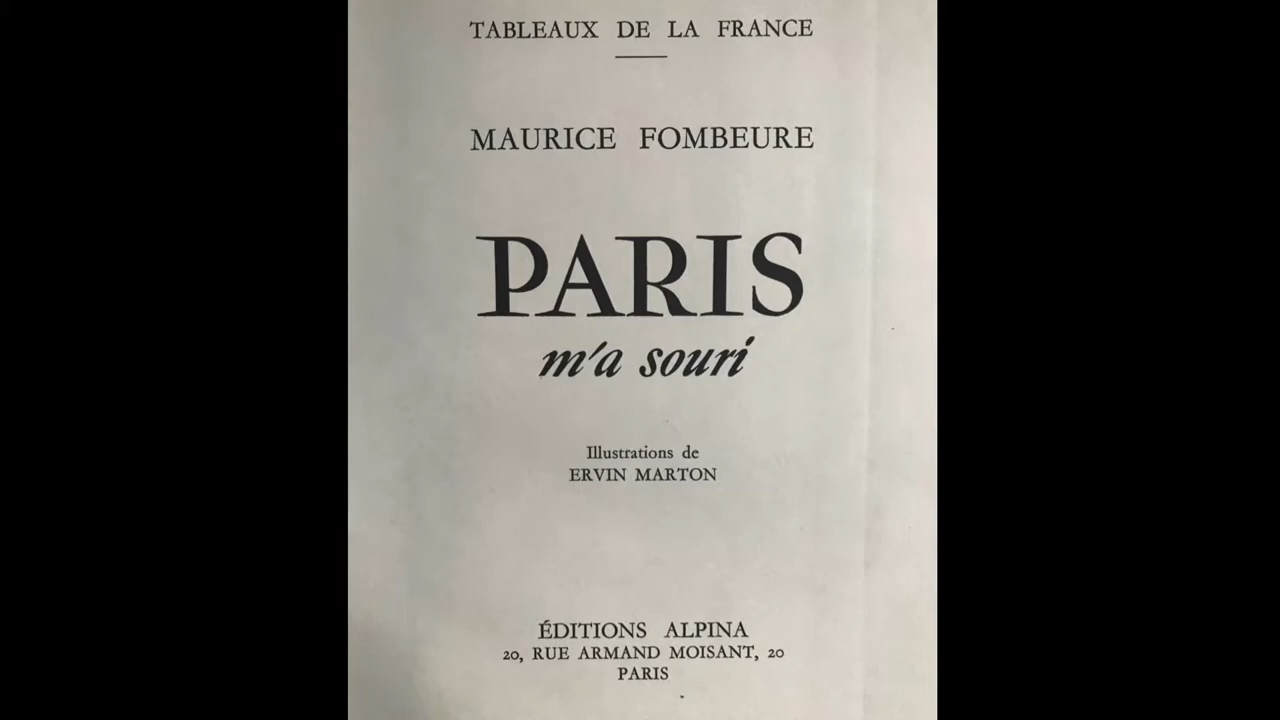 TABLEAUX DE LA FRANCE
MAURICE FOMBEURE
PARIS
m'a souri
Illustrations de
ERVIN MARTON
ÉDITIONS ALPINA
20, RUE ARMAND MOISANT, 20
PARIS